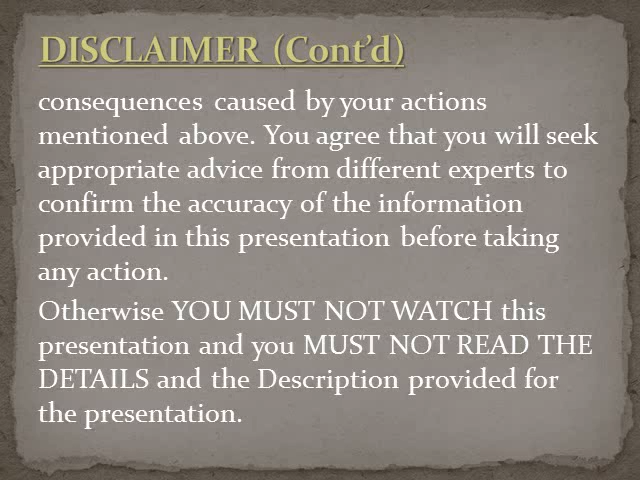 DISCLAIMER (Cont’d)
consequences caused by your actions
mentioned above. You agree that you will seek
appropriate advice from different experts to
confirm the accuracy of the information
provided in this presentation before taking
any action.
Otherwise YOU MUST NOT WATCH this
presentation and you MUST NOT READ THE
DETAILS and the Description provided for
the presentation.